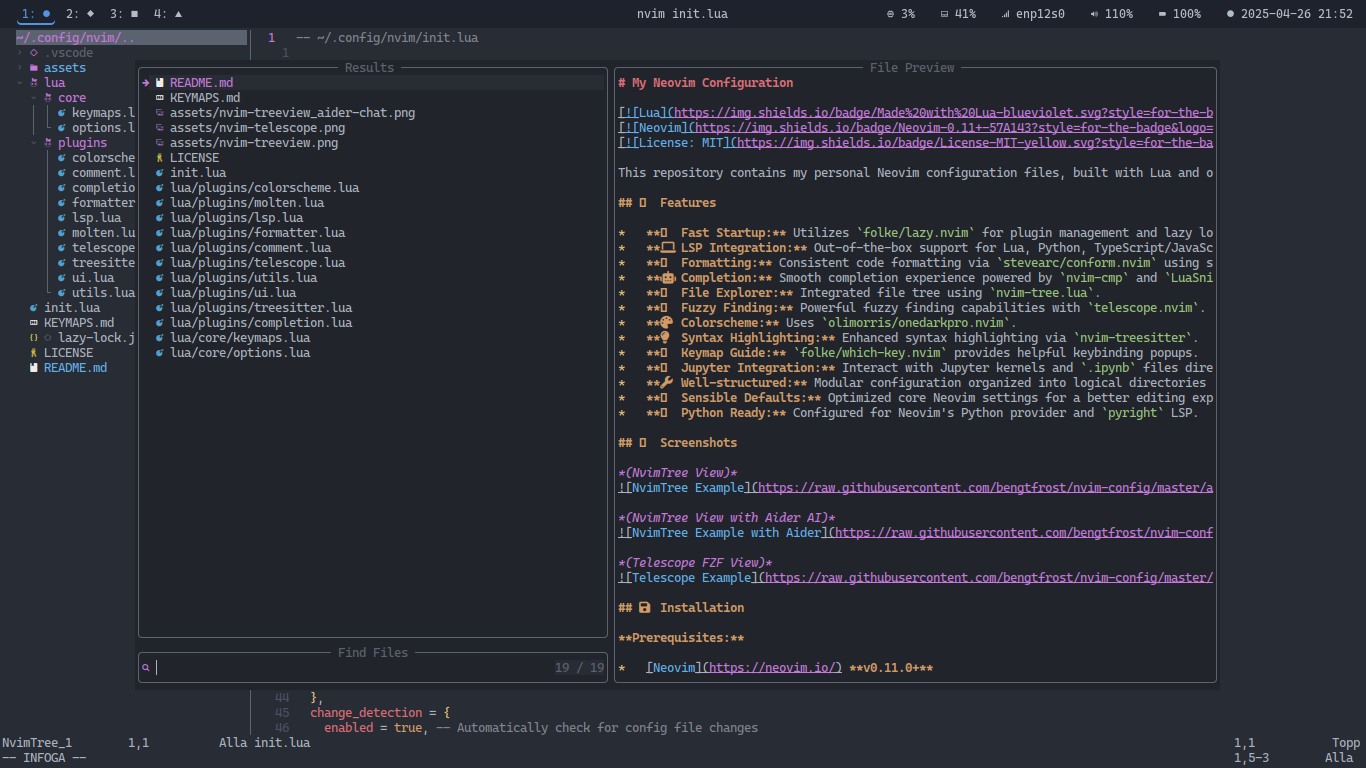 1: 2: 3: 4:
nvim init.lua
3% 41% enp12s0 110% 100% 2025-04-26 21:52
~/.config/nvim/..
.vscode
assets
lua
core
keymaps.l
options.l
plugins
colorsche
comment.l
completio
formatter
lsp.lua
molten.lu
telescope
treesitte
ui.lua
utils.lua
init.lua
KEYMAPS.md
lazy-lock.j
LICENSE
README.md
1 -- ~/.config/nvim/init.lua
1
Results
README.md
KEYMAPS.md
assets/nvim-treeview_aider-chat.png
assets/nvim-telescope.png
assets/nvim-treeview.png
LICENSE
init.lua
lua/plugins/colorscheme.lua
lua/plugins/molten.lua
lua/plugins/lsp.lua
lua/plugins/formatter.lua
lua/plugins/comment.lua
lua/plugins/telescope.lua
lua/plugins/utils.lua
lua/plugins/ui.lua
lua/plugins/treesitter.lua
lua/plugins/completion.lua
lua/core/keymaps.lua
lua/core/options.lua
Find Files
19 / 19
File Preview
# My Neovim Configuration
[![Lua](https://img.shields.io/badge/Made%20with%20Lua-blueviolet.svg?style=for-the-b
[![Neovim](https://img.shields.io/badge/Neovim-0.11+-57A143?style=for-the-badge&logo=
[![License: MIT](https://img.shields.io/badge/License-MIT-yellow.svg?style=for-the-ba
This repository contains my personal Neovim configuration files, built with Lua and o
## Features
* ** Fast Startup:** Utilizes `folke/lazy.nvim` for plugin management and lazy lo
* ** LSP Integration:** Out-of-the-box support for Lua, Python, TypeScript/JavaSc
* ** Formatting:** Consistent code formatting via `stevearc/conform.nvim` using s
* ** Completion:** Smooth completion experience powered by `nvim-cmp` and `LuaSni
* ** File Explorer:** Integrated file tree using `nvim-tree.lua`.
* ** Fuzzy Finding:** Powerful fuzzy finding capabilities with `telescope.nvim`.
* ** Colorscheme:** Uses `olimorris/onedarkpro.nvim`.
* ** Syntax Highlighting:** Enhanced syntax highlighting via `nvim-treesitter`.
* ** Keymap Guide:** `folke/which-key.nvim` provides helpful keybinding popups.
* ** Jupyter Integration:** Interact with Jupyter kernels and `.ipynb` files dire
* ** Well-structured:** Modular configuration organized into logical directories
* ** Sensible Defaults:** Optimized core Neovim settings for a better editing exp
* ** Python Ready:** Configured for Neovim's Python provider and `pyright` LSP.
## Screenshots
*(NvimTree View)*
![NvimTree Example](https://raw.githubusercontent.com/bengtfrost/nvim-config/master/a
*(NvimTree View with Aider AI)*
![NvimTree Example with Aider](https://raw.githubusercontent.com/bengtfrost/nvim-conf
*(Telescope FZF View)*
![Telescope Example](https://raw.githubusercontent.com/bengtfrost/nvim-config/master/
## Installation
**Prerequisites:**
* [Neovim](https://neovim.io/) **v0.11.0+**
44 },
45 change_detection = {
46 enabled = true, -- Automatically check for config file changes
NvimTree_1 1,1 Alla init.lua 1,1 Topp
-- INFOGA -- 1,5-3 Alla